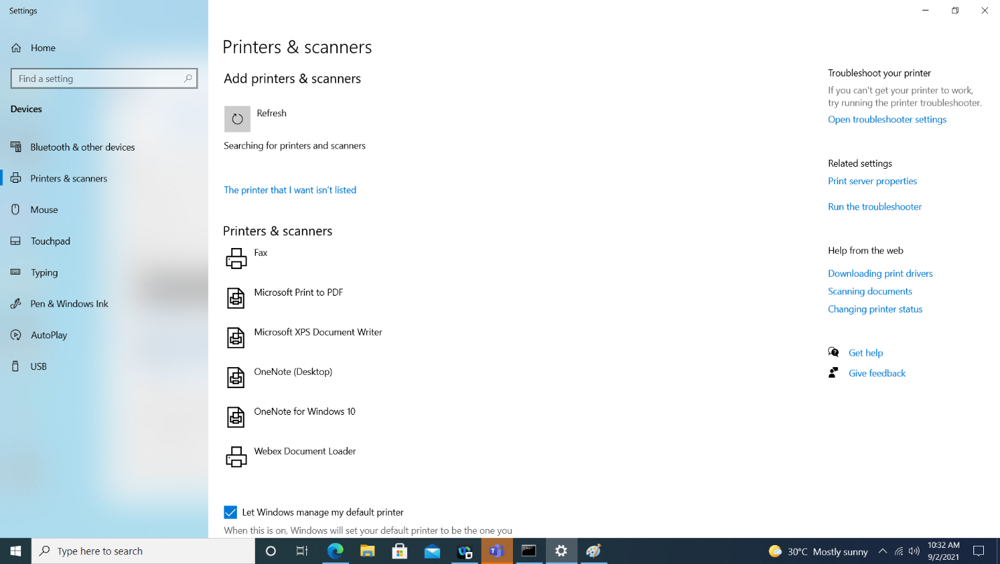 Settings
Home
Find a setting
Devices
Bluetooth & other devices
Printers & scanners
Mouse
Touchpad
Typing
Pen & Windows Ink
AutoPlay
USB
Printers & scanners
Add printers & scanners
Refresh
Searching for printers and scanners
The printer that I want isn't listed
Printers & scanners
Fax
Microsoft Print to PDF
Microsoft XPS Document Writer
OneNote (Desktop)
OneNote for Windows 10
Webex Document Loader
Let Windows manage my default printer
When this is on, Windows will set your default printer to be the one you
Troubleshoot your printer
If you can't get your printer to work,
try running the printer troubleshooter.
Open troubleshooter settings
Related settings
Print server properties
Run the troubleshooter
Help from the web
Downloading print drivers
Scanning documents
Changing printer status
Get help
Give feedback
Type here to search
30°C Mostly sunny
10:32 AM
9/2/2021